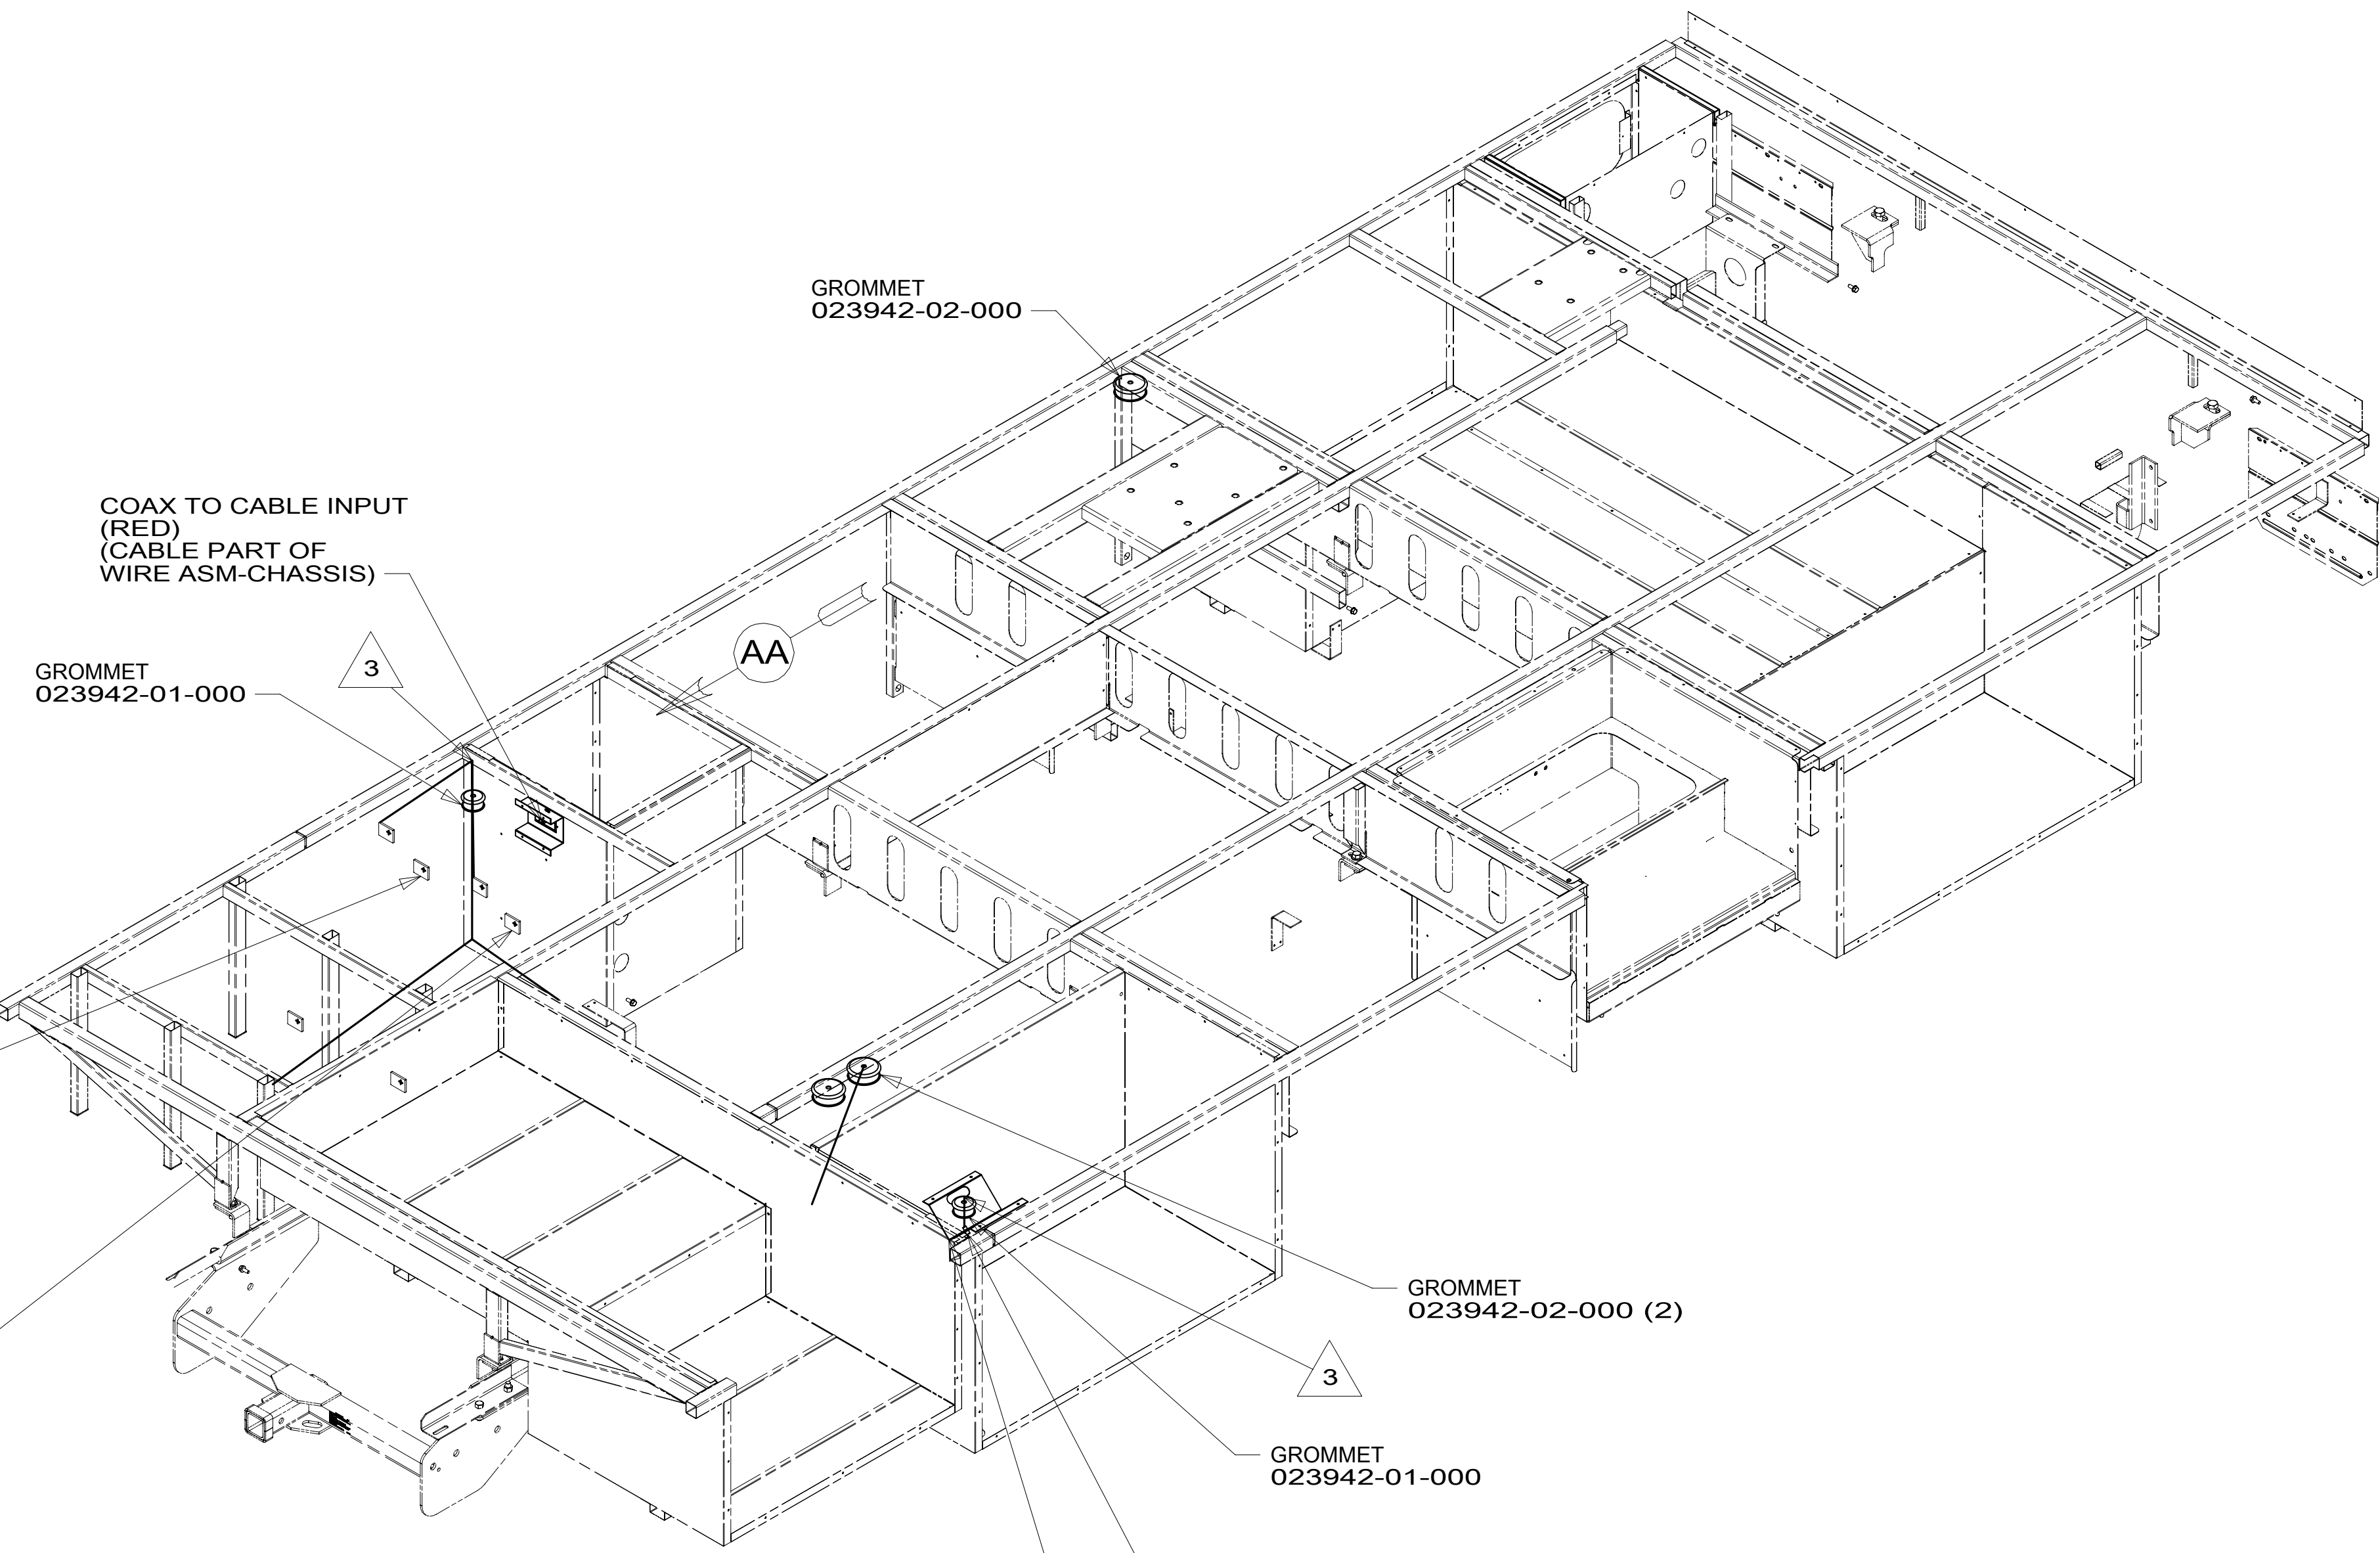 GROMMET
023942-02-000
COAX TO CABLE INPUT
(RED)
(CABLE PART OF
WIRE ASM-CHASSIS)
3
GROMMET
023942-01-000
AA
GROMMET
023942-02-000 (2)
3
GROMMET
023942-01-000